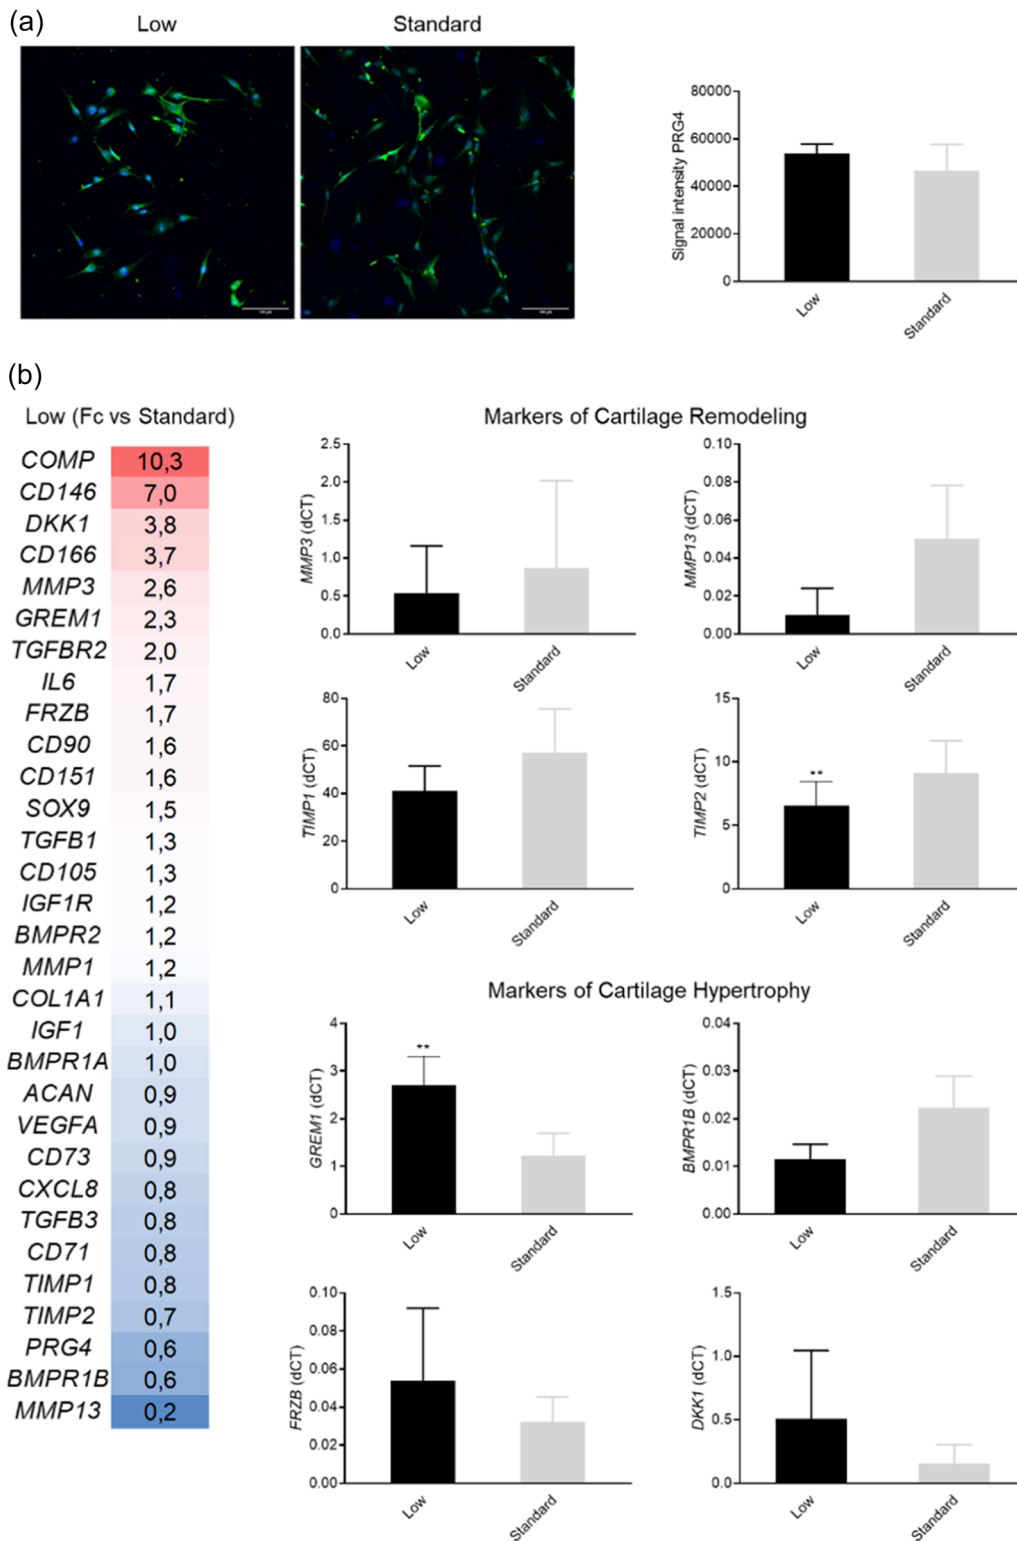 (a)
Low
Standard
80000
60000
40000
20000
0
Signal intensity PRG4
Low
Standard
(b)
Low (Fc vs Standard)
COMP 10,3
CD146 7,0
DKK1 3,8
CD166 3,7
MMP3 2,6
GREM1 2,3
TGFBR2 2,0
IL6 1,7
FRZB 1,7
CD90 1,6
CD151 1,6
SOX9 1,5
TGFB1 1,3
CD105 1,3
IGF1R 1,2
BMPR2 1,2
MMP1 1,2
COL1A1 1,1
IGF1 1,0
BMPR1A 1,0
ACAN 0,9
VEGFA 0,9
CD73 0,9
CXCL8 0,8
TGFB3 0,8
CD71 0,8
TIMP1 0,8
TIMP2 0,7
PRG4 0,6
BMPR1B 0,6
MMP13 0,2
Markers of Cartilage Remodeling
2.5
2.0
1.5
1.0
0.5
0.0
MMP3 (dCT)
Low
Standard
0.10
0.08
0.06
0.04
0.02
0.00
MMP13 (dCT)
Low
Standard
80
60
40
20
0
TIMP1 (dCT)
Low
Standard
15
10
5
0
TIMP2 (dCT)
**
Low
Standard
Markers of Cartilage Hypertrophy
4
3
2
1
0
GREM1 (dCT)
**
Low
Standard
0.04
0.03
0.02
0.01
0.00
BMPR1B (dCT)
Low
Standard
0.10
0.08
0.06
0.04
0.02
0.00
FRZB (dCT)
Low
Standard
1.5
1.0
0.5
0.0
DKK1 (dCT)
Low
Standard